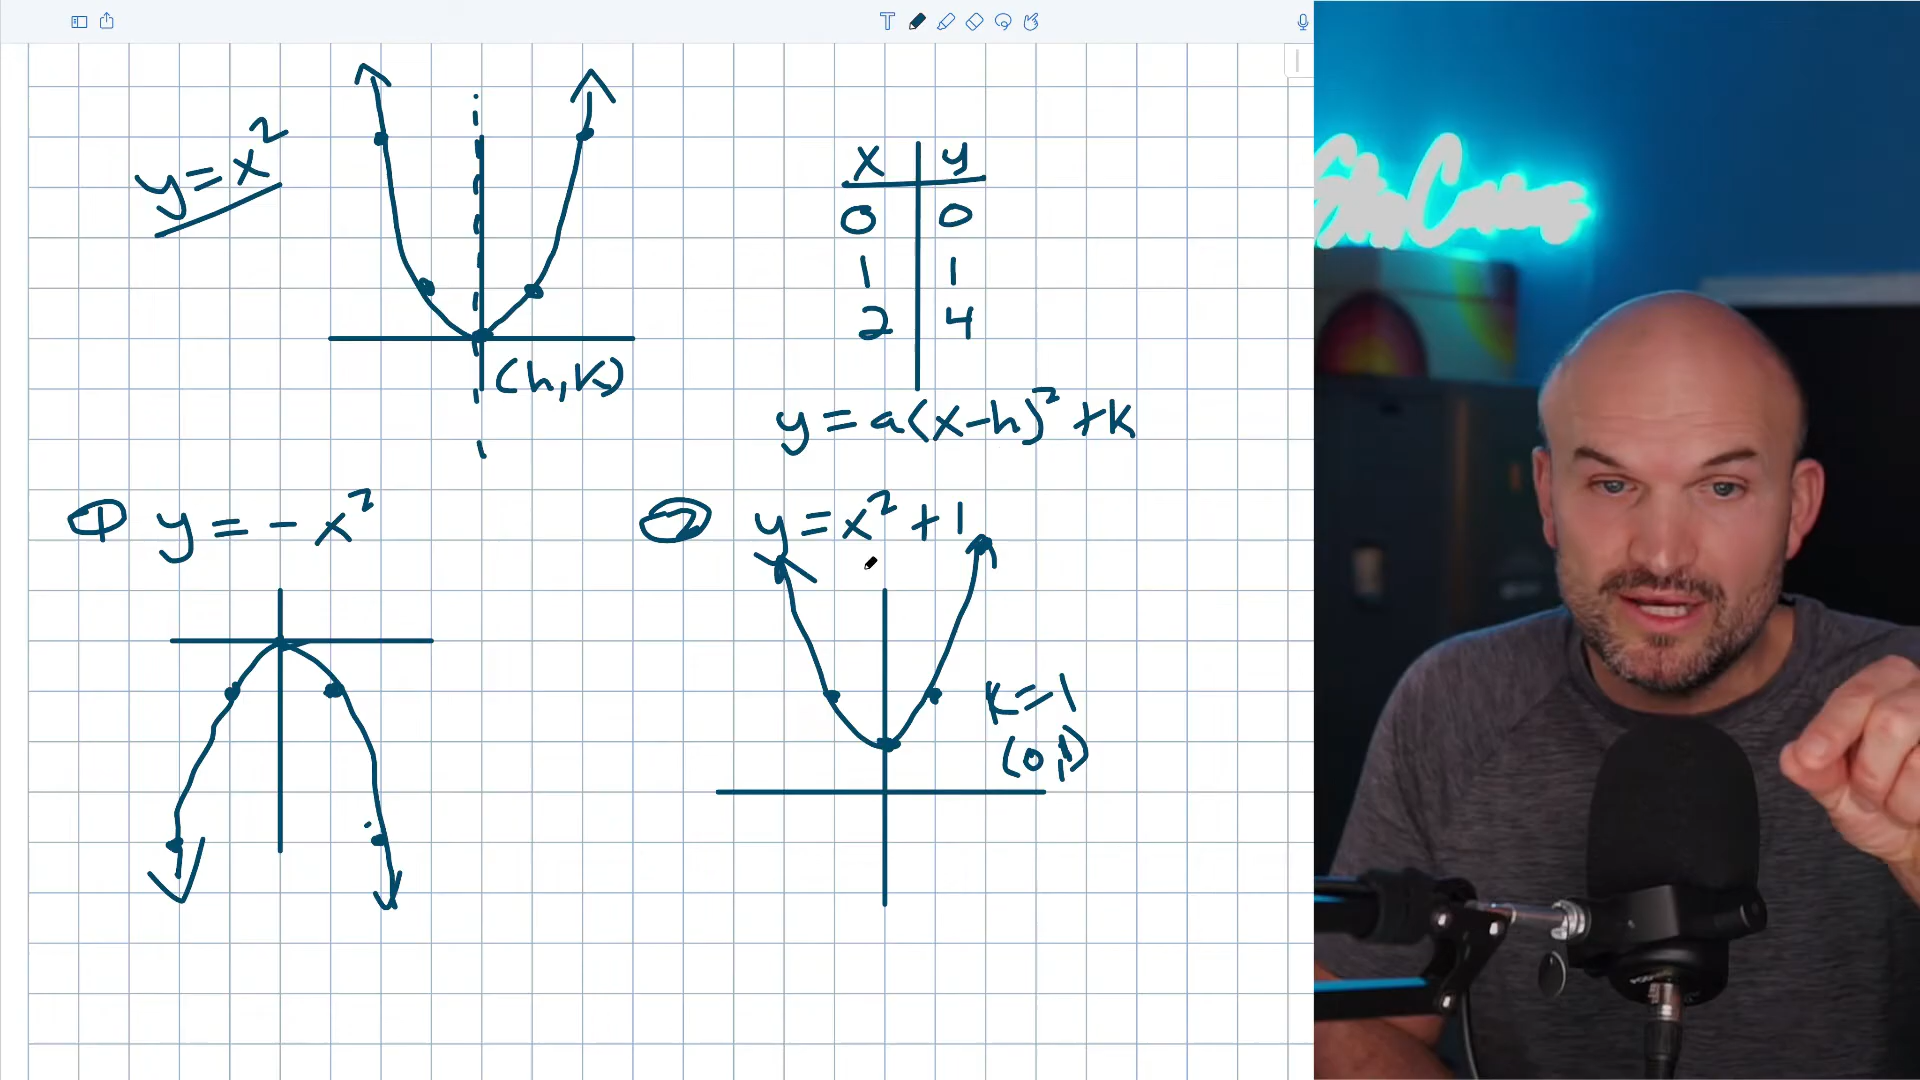 y = x²
x | y
0 | 0
1 | 1
2 | 4
(h, k)
y = a(x-h)² + k
① y = - x²
② y = x² + 1
k = 1
(0, 1)